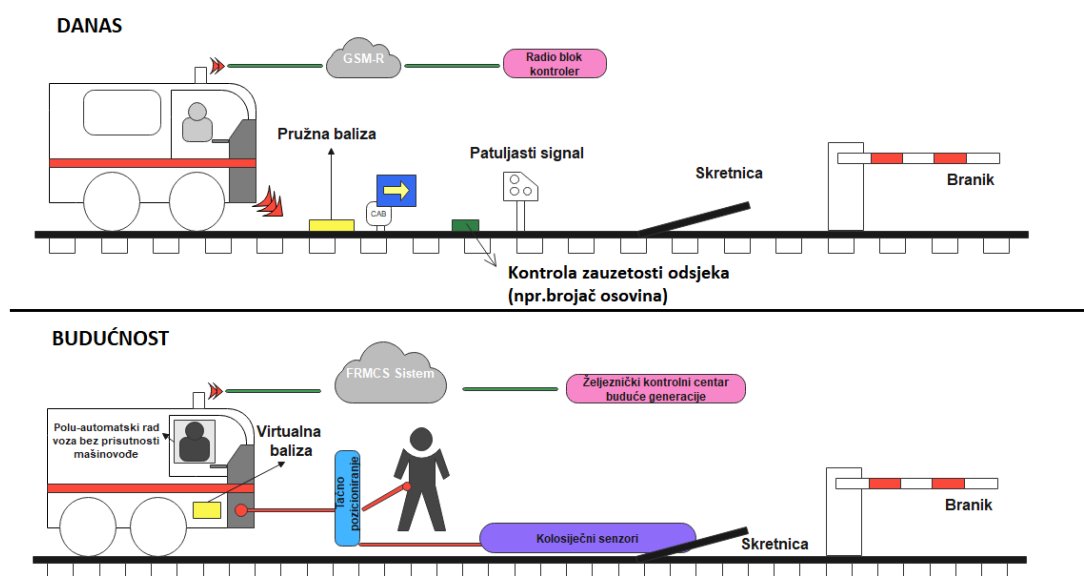 DANAS
GSM-R
Radio blok
kontroler
Pružna baliza
Patuljasti signal
Skretnica
Branik
CAB
Kontrola zauzetosti odsjeka
(npr.brojač osovina)
BUDUĆNOST
FRMCS Sistem
Željeznički kontrolni centar
buduće generacije
Polu-automatski rad
voza bez prisutnosti
mašinovođe
Virtualna
baliza
Tačno
pozicioniranje
Kolosiječni senzori
Skretnica
Branik